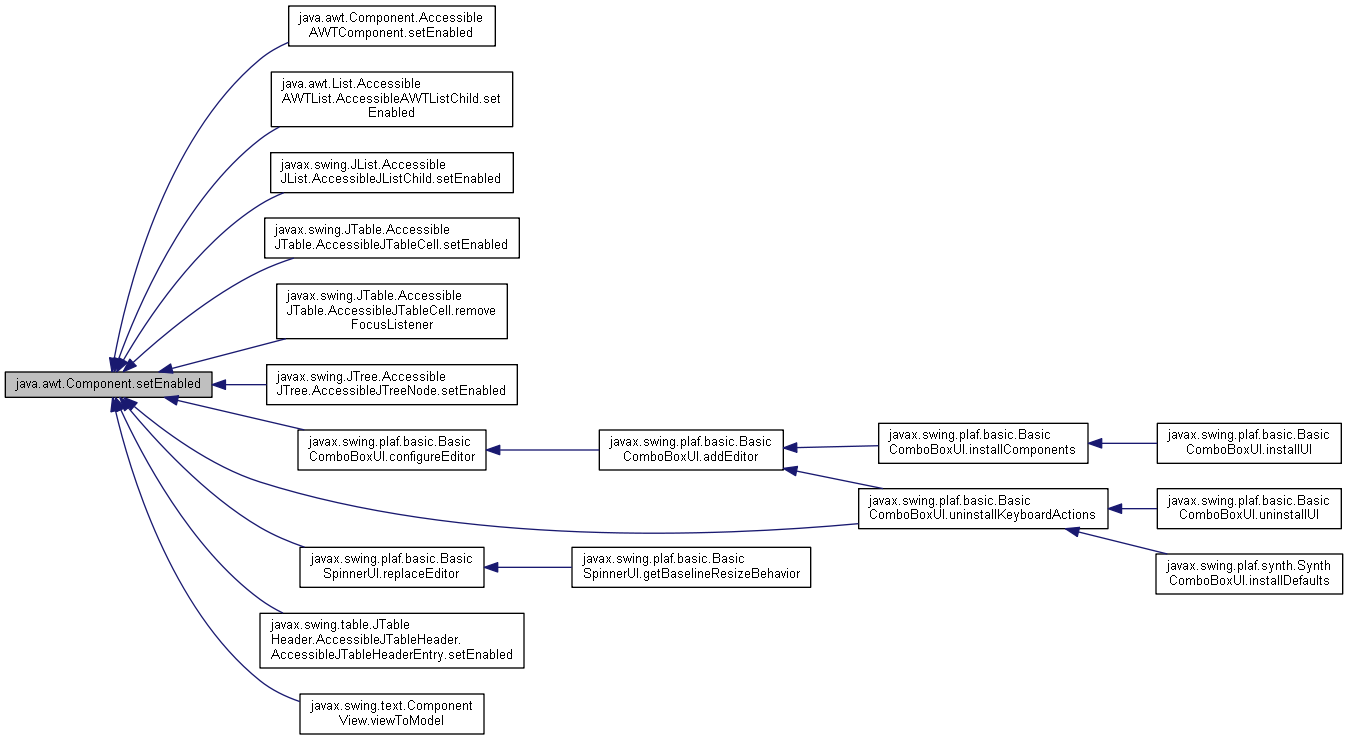 java.awt.Component.Accessible
AWTComponent.setEnabled
java.awt.List.Accessible
AWTList.AccessibleAWTListChild.set
Enabled
javax.swing.JList.Accessible
JList.AccessibleJListChild.setEnabled
javax.swing.JTable.Accessible
JTable.AccessibleJTableCell.setEnabled
javax.swing.JTable.Accessible
JTable.AccessibleJTableCell.remove
FocusListener
java.awt.Component.setEnabled
javax.swing.JTree.Accessible
JTree.AccessibleJTreeNode.setEnabled
javax.swing.plaf.basic.Basic
ComboBoxUI.configureEditor
javax.swing.plaf.basic.Basic
ComboBoxUI.addEditor
javax.swing.plaf.basic.Basic
ComboBoxUI.installComponents
javax.swing.plaf.basic.Basic
ComboBoxUI.installUI
javax.swing.plaf.basic.Basic
ComboBoxUI.uninstallKeyboardActions
javax.swing.plaf.basic.Basic
ComboBoxUI.uninstallUI
javax.swing.plaf.basic.Basic
SpinnerUI.replaceEditor
javax.swing.plaf.basic.Basic
SpinnerUI.getBaselineResizeBehavior
javax.swing.plaf.synth.Synth
ComboBoxUI.installDefaults
javax.swing.table.JTable
Header.AccessibleJTableHeader.
AccessibleJTableHeaderEntry.setEnabled
javax.swing.text.Component
View.viewToModel